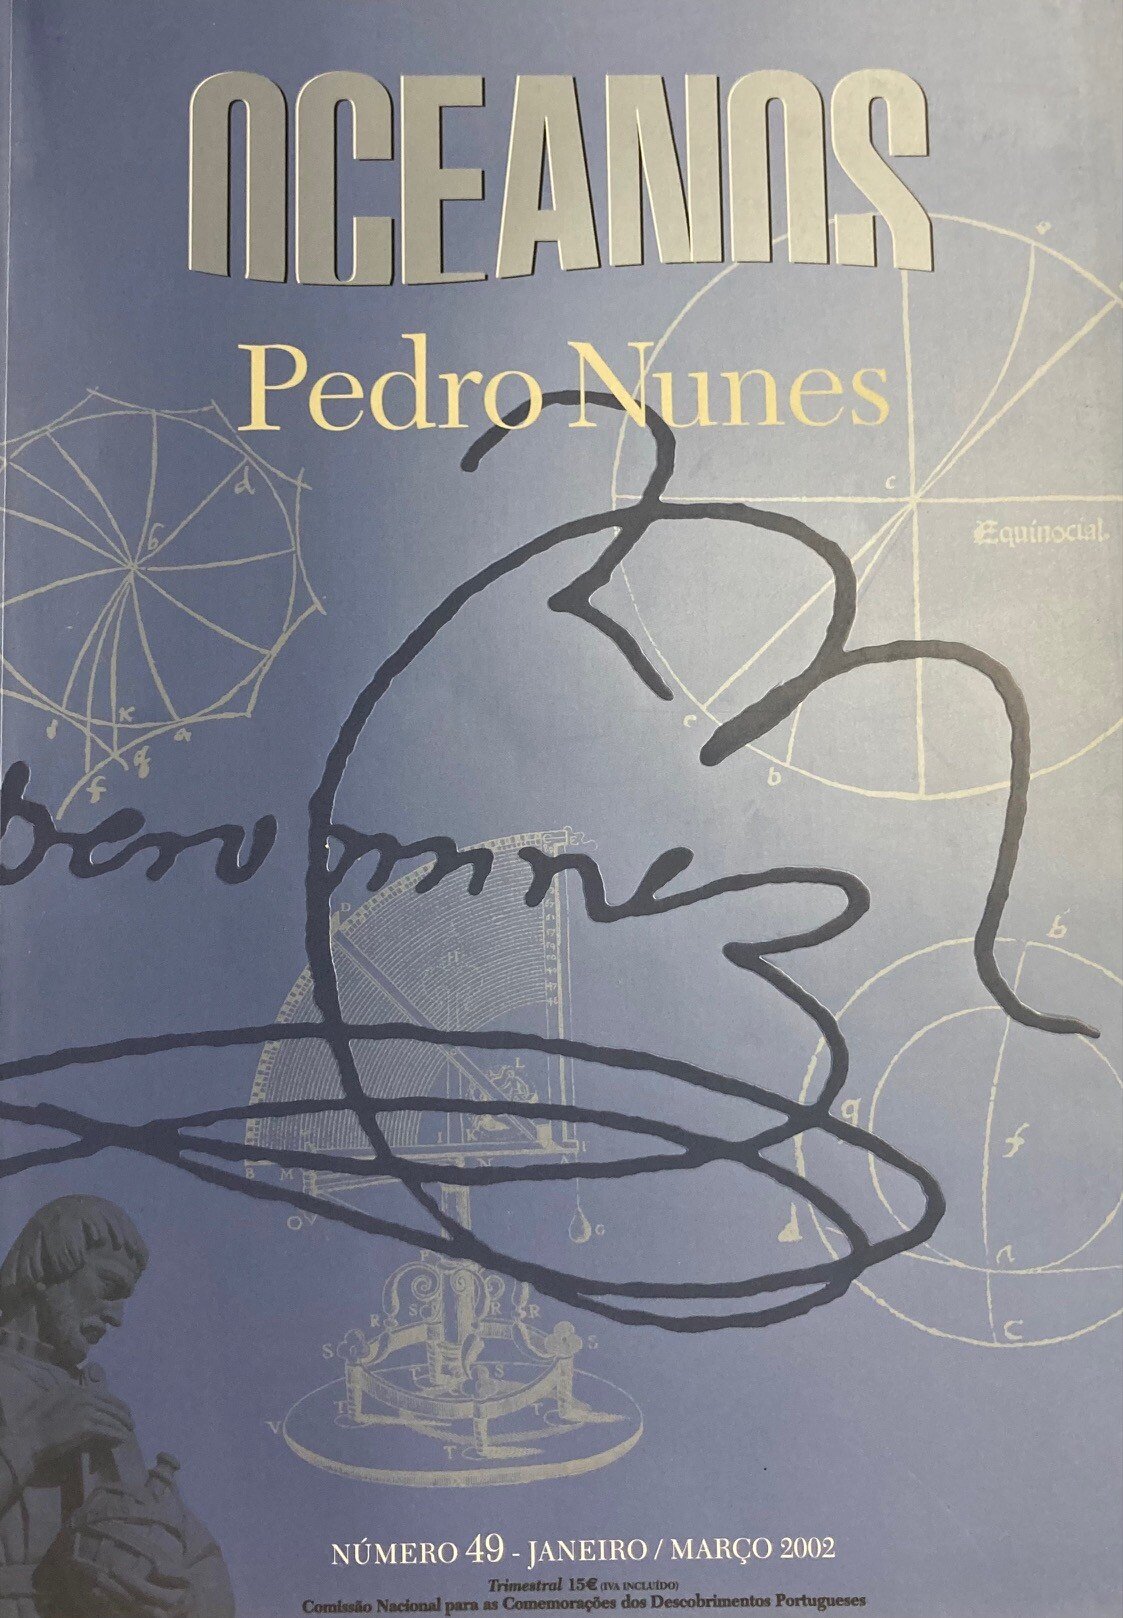 OCEANOS
Pedro Nunes
Equinocial
NÚMERO 49 - JANEIRO / MARÇO 2002
Trimestral 15€ (IVA INCLUÍDO)
Comissão Nacional para as Comemorações dos Descobrimentos Portugueses